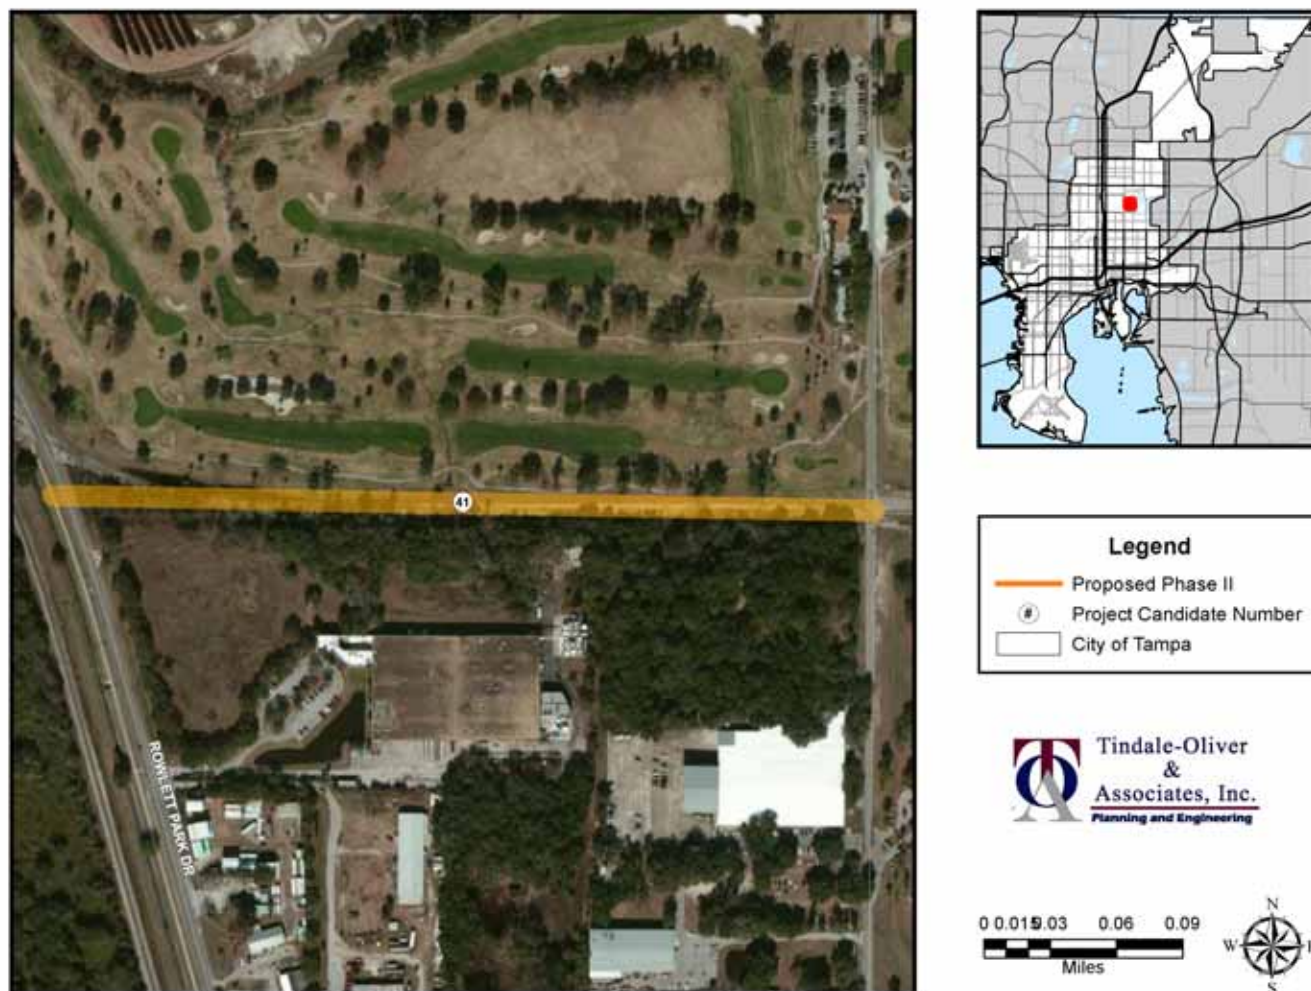 41
ROWLETT PARK DR
Legend
Proposed Phase II
# Project Candidate Number
City of Tampa
TOA
Tindale-Oliver
&
Associates, Inc.
Planning and Engineering
0 0.015 0.03 0.06 0.09
Miles
N
W E
S